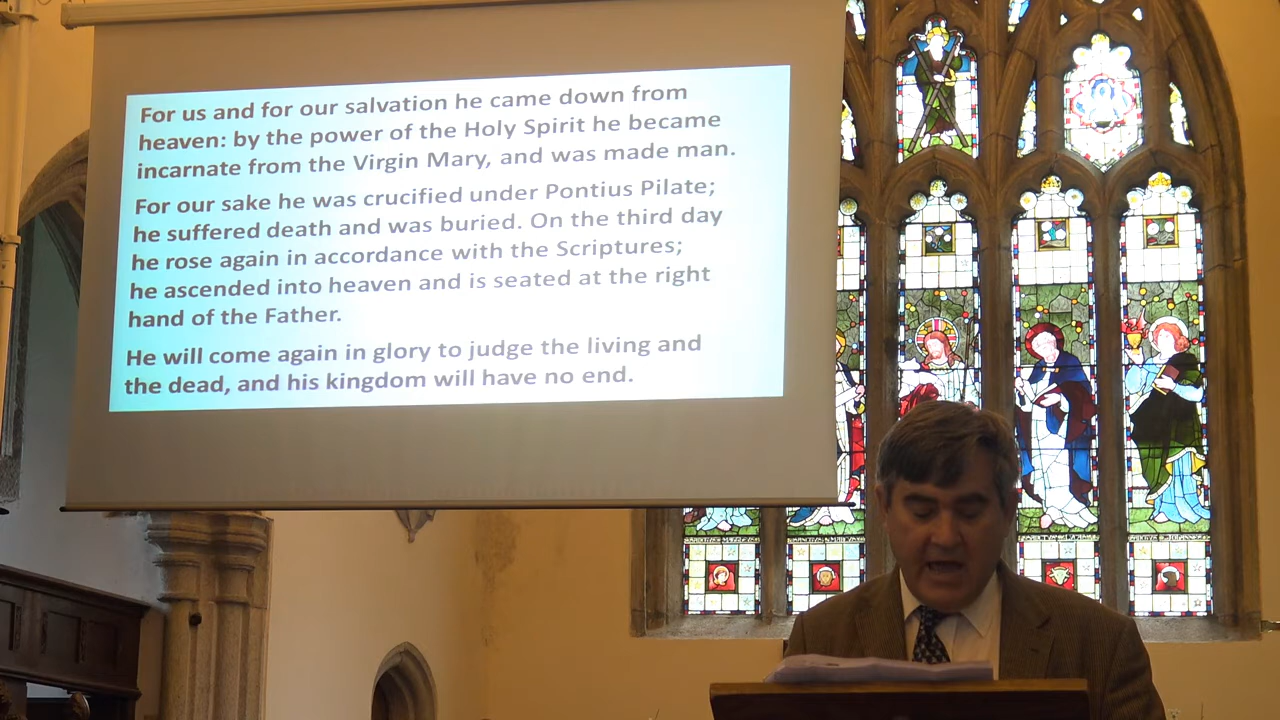 For us and for our salvation he came down from
heaven: by the power of the Holy Spirit he became
incarnate from the Virgin Mary, and was made man.
For our sake he was crucified under Pontius Pilate;
he suffered death and was buried. On the third day
he rose again in accordance with the Scriptures;
he ascended into heaven and is seated at the right
hand of the Father.
He will come again in glory to judge the living and
the dead, and his kingdom will have no end.